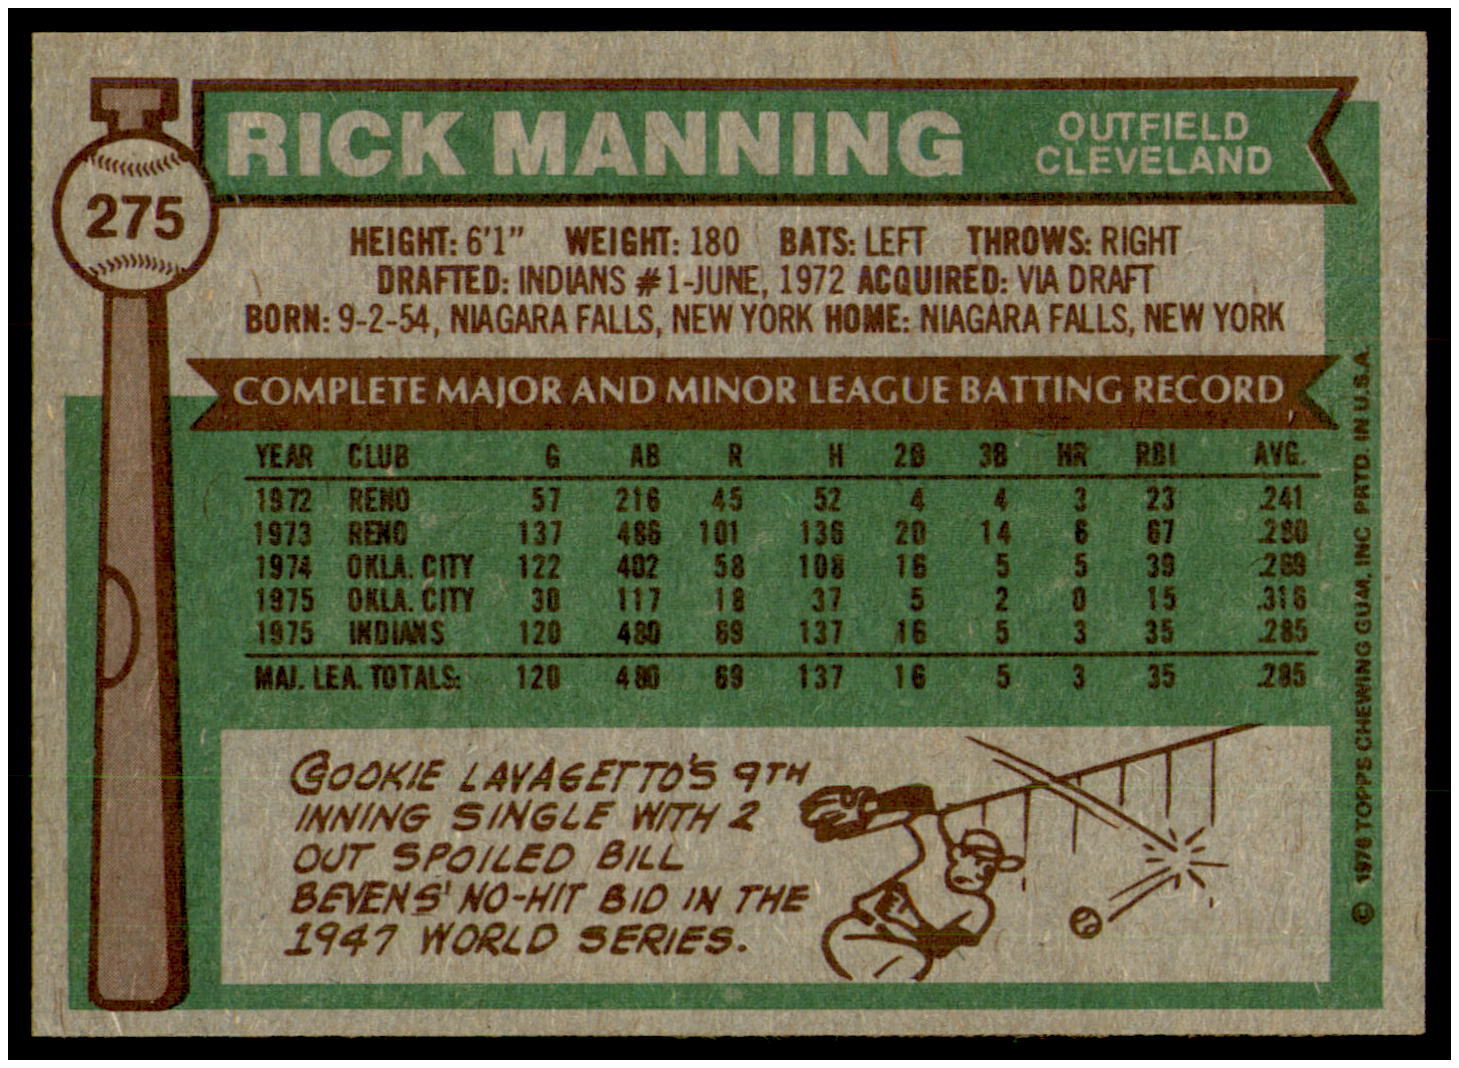 RICK MANNING
OUTFIELD
CLEVELAND
275
HEIGHT: 6'1" WEIGHT: 180 BATS: LEFT THROWS: RIGHT
DRAFTED: INDIANS #1-JUNE, 1972 ACQUIRED: VIA DRAFT
BORN: 9-2-54, NIAGARA FALLS, NEW YORK HOME: NIAGARA FALLS, NEW YORK
COMPLETE MAJOR AND MINOR LEAGUE BATTING RECORD
YEAR CLUB G AB R H 2B 3B HR RBI AVG.
1972 RENO 57 216 45 52 4 4 3 23 .241
1973 RENO 137 486 101 136 20 14 6 67 .280
1974 OKLA. CITY 122 402 58 108 16 5 5 39 .269
1975 OKLA. CITY 30 117 18 37 5 2 0 15 .316
1975 INDIANS 120 480 69 137 16 5 3 35 .285
MAJ. LEA. TOTALS: 120 480 69 137 16 5 3 35 .285
COOKIE LAVAGETTO'S 9TH
INNING SINGLE WITH 2
OUT SPOILED BILL
BEVENS' NO-HIT BID IN THE
1947 WORLD SERIES.
© 1976 TOPPS CHEWING GUM, INC PRTD. IN U.S.A.